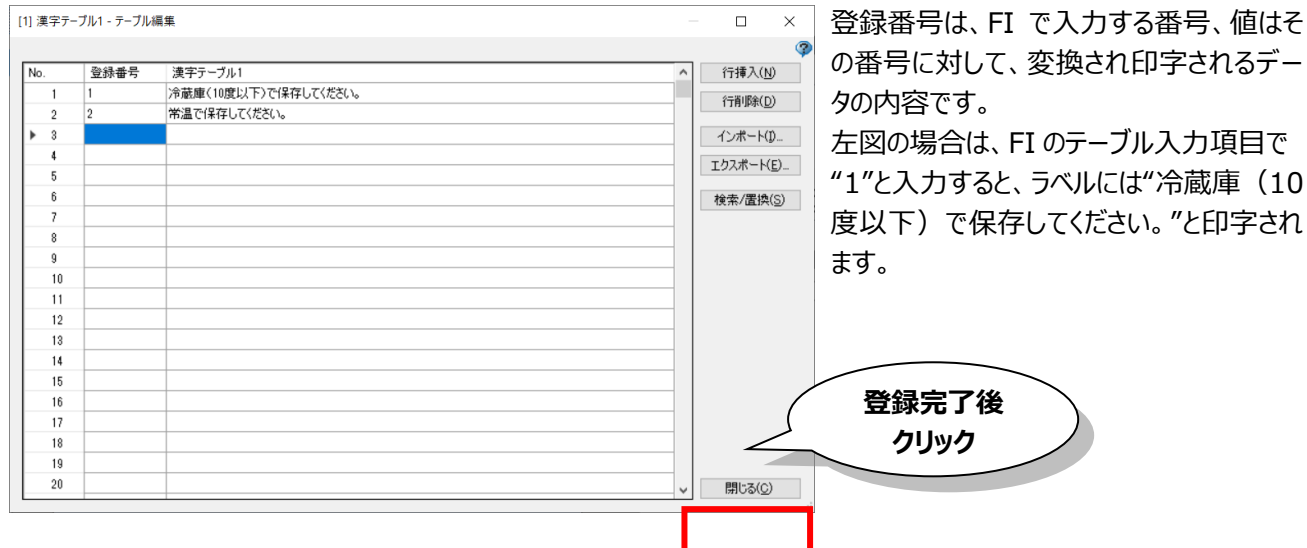 [1] 漢字テーブル1 - テーブル編集
No. 登録番号 漢字テーブル1
1 1 冷蔵庫(10度以下)で保存してください。
2 2 常温で保存してください。
3
4
5
6
7
8
9
10
11
12
13
14
15
16
17
18
19
20
行挿入(N)
行削除(D)
インポート(I)...
エクスポート(E)...
検索/置換(S)
閉じる(C)
登録番号は、FI で入力する番号、値はそ
の番号に対して、変換され印字されるデー
タの内容です。
左図の場合は、FI のテーブル入力項目で
“1”と入力すると、ラベルには“冷蔵庫（10
度以下）で保存してください。”と印字され
ます。
登録完了後
クリック